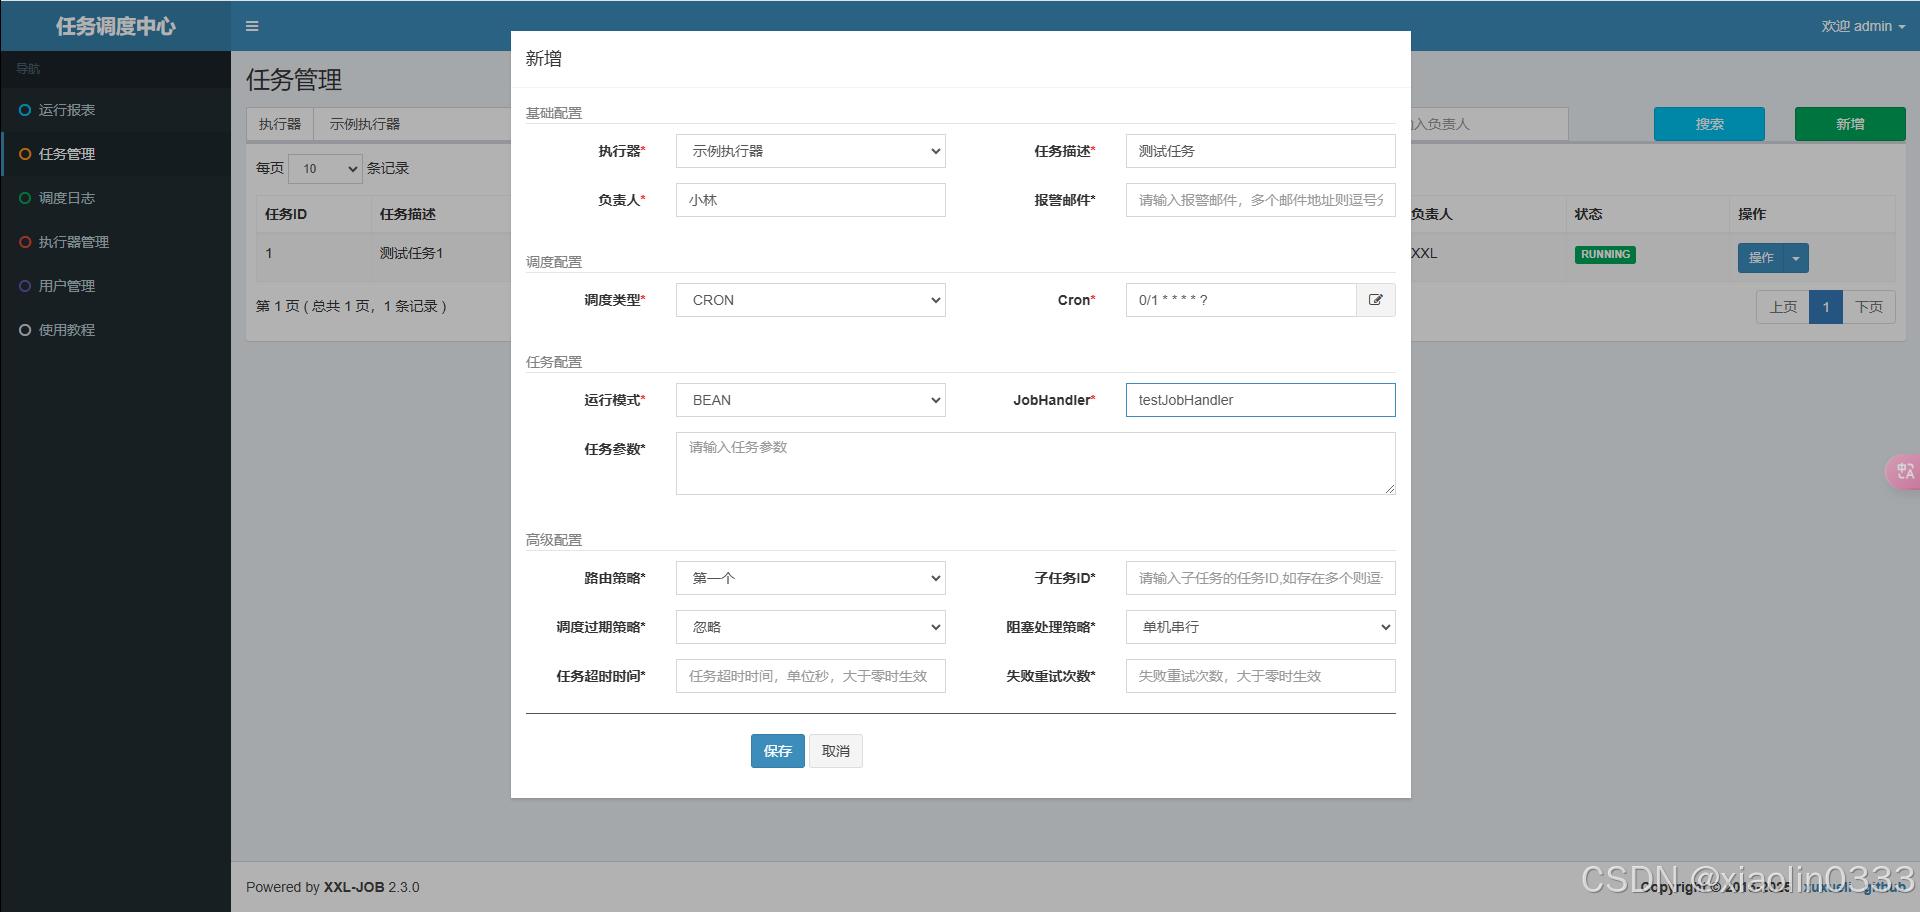 任务调度中心
欢迎 admin
导航
运行报表
任务管理
调度日志
执行器管理
用户管理
使用教程
任务管理
执行器 示例执行器
入负责人
搜索 新增
每页 10 条记录
任务ID 任务描述 负责人 状态 操作
1 测试任务1 XXL RUNNING 操作
第 1 页 ( 总共 1 页，1 条记录 )
上页 1 下页
新增
基础配置
执行器* 示例执行器 任务描述* 测试任务
负责人* 小林 报警邮件* 请输入报警邮件，多个邮件地址则逗号分
调度配置
调度类型* CRON Cron* 0/1 * * * * ?
任务配置
运行模式* BEAN JobHandler* testJobHandler
任务参数* 请输入任务参数
高级配置
路由策略* 第一个 子任务ID* 请输入子任务的任务ID,如存在多个则逗
调度过期策略* 忽略 阻塞处理策略* 单机串行
任务超时时间* 任务超时时间，单位秒，大于零时生效 失败重试次数* 失败重试次数，大于零时生效
保存 取消
Powered by XXL-JOB 2.3.0
Copyright © 2015-2025 xuxueli github
CSDN @xiaolin0333